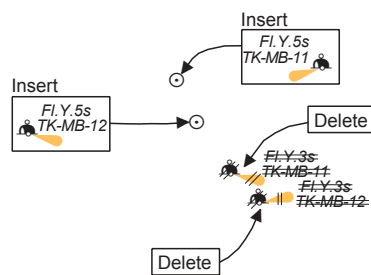 Insert
Fl.Y.5s
TK-MB-11
Insert
Fl.Y.5s
TK-MB-12
Delete
Fl.Y.3s
TK-MB-11
Fl.Y.3s
TK-MB-12
Delete